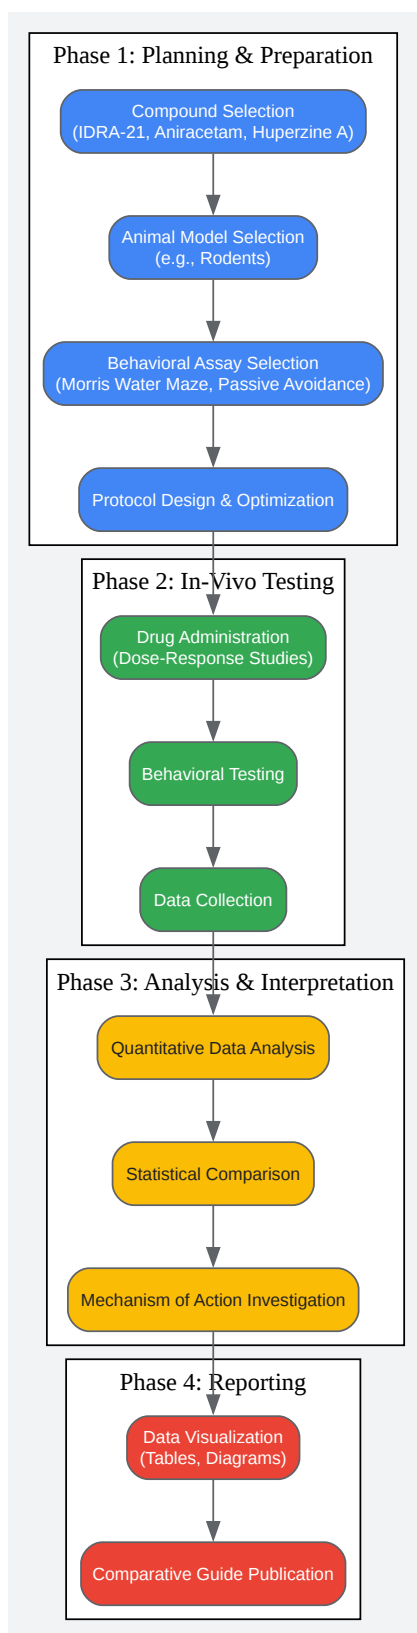 Phase 1: Planning & Preparation
Compound Selection
(IDRA-21, Aniracetam, Huperzine A)
Animal Model Selection
(e.g., Rodents)
Behavioral Assay Selection
(Morris Water Maze, Passive Avoidance)
Protocol Design & Optimization
Phase 2: In-Vivo Testing
Drug Administration
(Dose-Response Studies)
Behavioral Testing
Data Collection
Phase 3: Analysis & Interpretation
Quantitative Data Analysis
Statistical Comparison
Mechanism of Action Investigation
Phase 4: Reporting
Data Visualization
(Tables, Diagrams)
Comparative Guide Publication